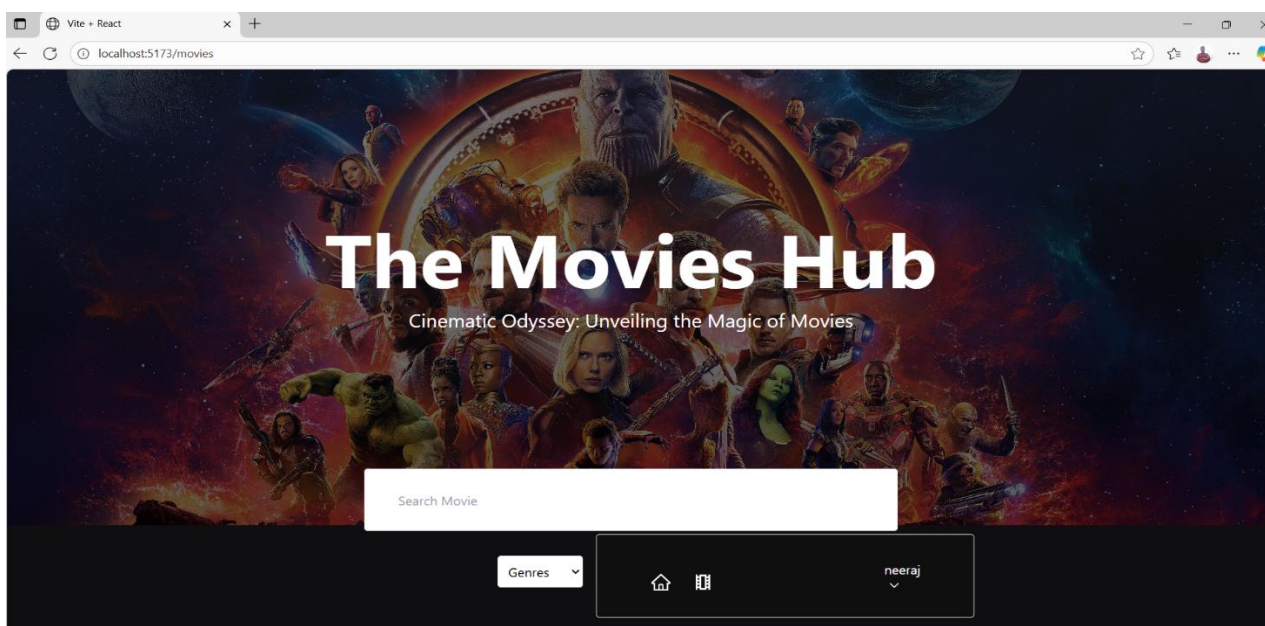 Vite + React
localhost:5173/movies
The Movies Hub
Cinematic Odyssey: Unveiling the Magic of Movies
Search Movie
Genres
neeraj